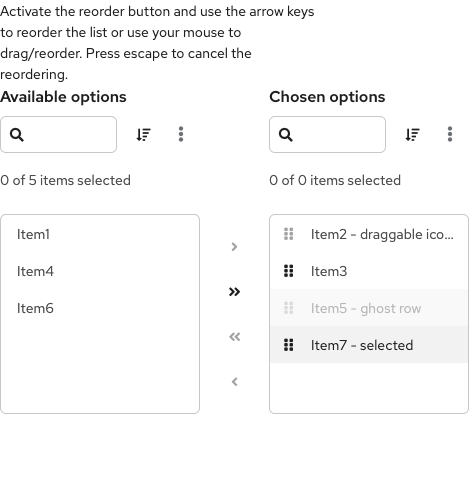 Activate the reorder button and use the arrow keys
to reorder the list or use your mouse to
drag/reorder. Press escape to cancel the
reordering.
Available options
Chosen options
0 of 5 items selected
0 of 0 items selected
Item1
Item4
Item6
Item2 - draggable ico...
Item3
Item5 - ghost row
Item7 - selected